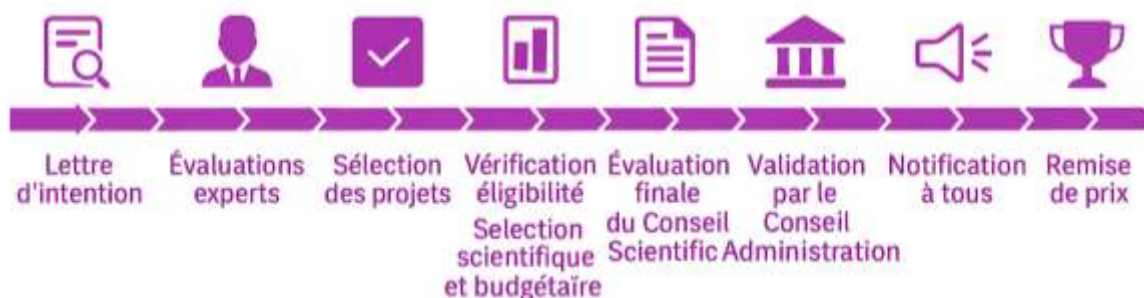 Lettre
d'intention
Évaluations
experts
Sélection
des projets
Vérification
éligibilité
Selection
scientifique
et budgétaïre
Évaluation
finale
du Conseil
Scientific
Validation
par le
Conseil
Administration
Notification
à tous
Remise
de prix